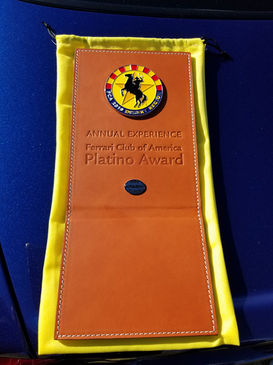 ANNUAL EXPERIENCE
Ferrari Club of America
Platino Award